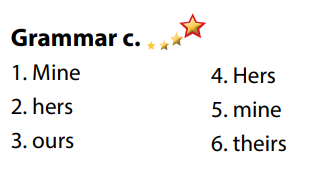 Grammar c.
1. Mine
2. hers
3. ours
4. Hers
5. mine
6. theirs